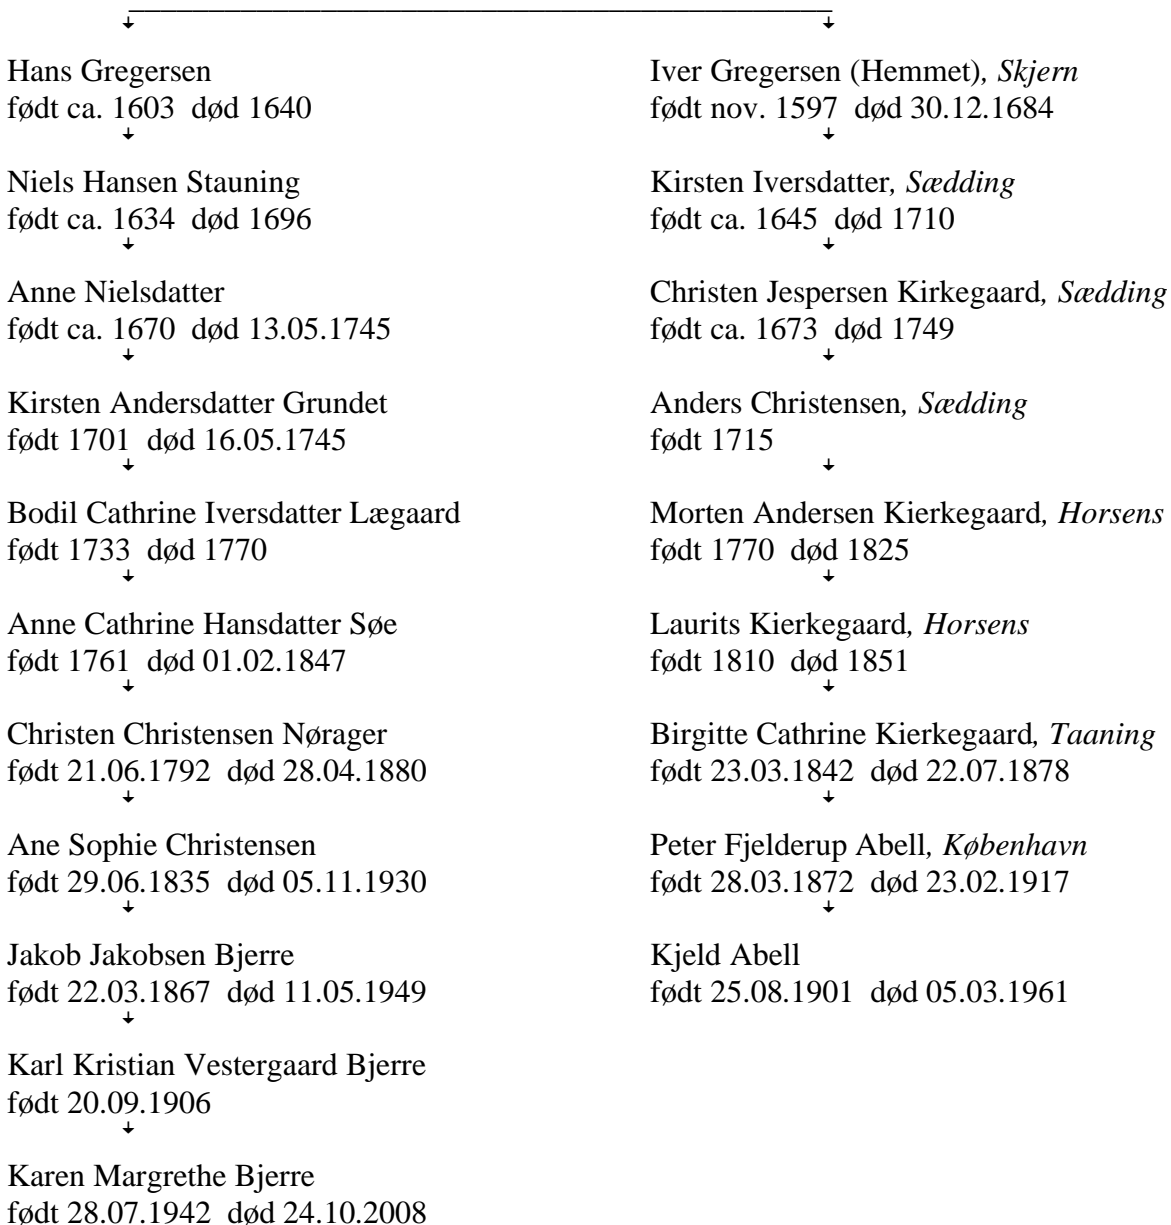 Hans Gregersen
født ca. 1603 død 1640
Niels Hansen Stauning
født ca. 1634 død 1696
Anne Nielsdatter
født ca. 1670 død 13.05.1745
Kirsten Andersdatter Grundet
født 1701 død 16.05.1745
Bodil Cathrine Iversdatter Lægaard
født 1733 død 1770
Anne Cathrine Hansdatter Søe
født 1761 død 01.02.1847
Christen Christensen Nørager
født 21.06.1792 død 28.04.1880
Ane Sophie Christensen
født 29.06.1835 død 05.11.1930
Jakob Jakobsen Bjerre
født 22.03.1867 død 11.05.1949
Karl Kristian Vestergaard Bjerre
født 20.09.1906
Karen Margrethe Bjerre
født 28.07.1942 død 24.10.2008
Iver Gregersen (Hemmet), Skjern
født nov. 1597 død 30.12.1684
Kirsten Iversdatter, Sædding
født ca. 1645 død 1710
Christen Jespersen Kirkegaard, Sædding
født ca. 1673 død 1749
Anders Christensen, Sædding
født 1715
Morten Andersen Kierkegaard, Horsens
født 1770 død 1825
Laurits Kierkegaard, Horsens
født 1810 død 1851
Birgitte Cathrine Kierkegaard, Taaning
født 23.03.1842 død 22.07.1878
Peter Fjelderup Abell, København
født 28.03.1872 død 23.02.1917
Kjeld Abell
født 25.08.1901 død 05.03.1961